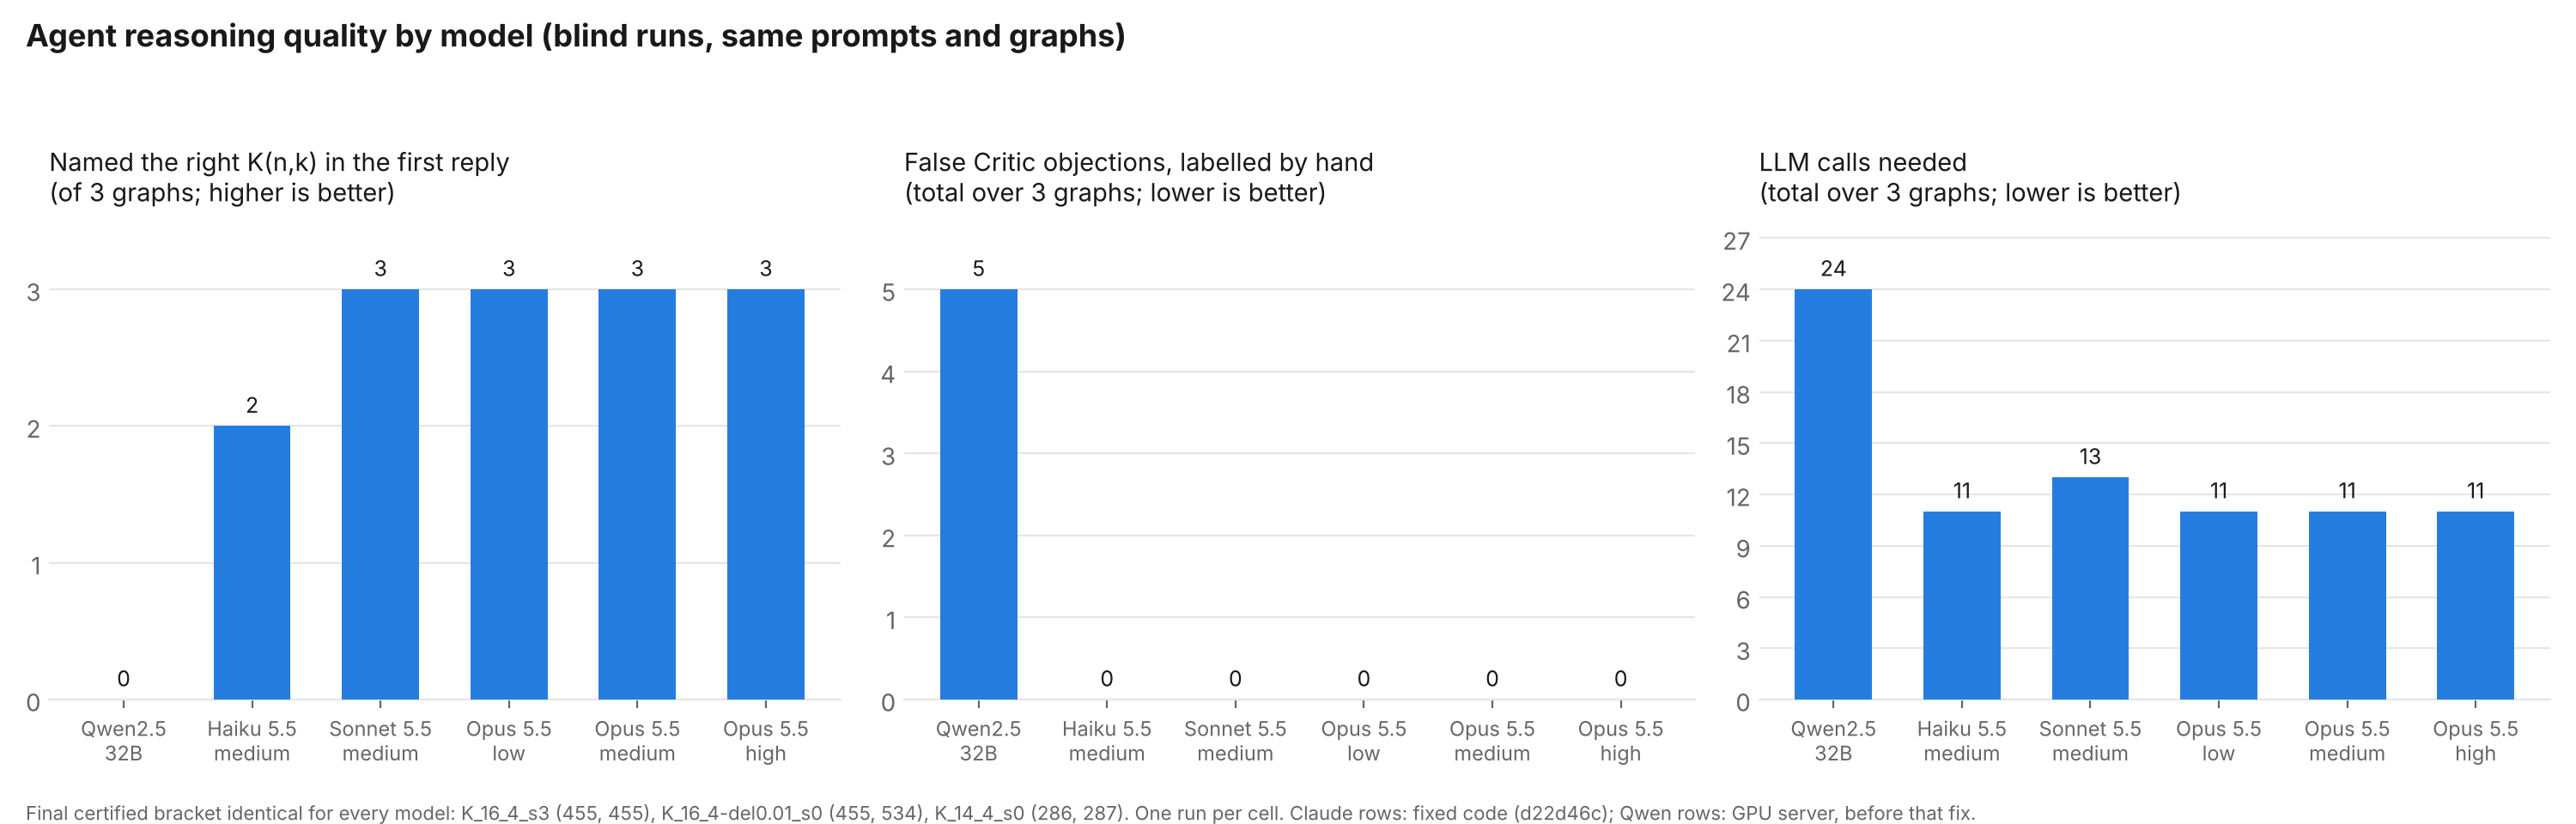 Agent reasoning quality by model (blind runs, same prompts and graphs)
Named the right K(n,k) in the first reply
(of 3 graphs; higher is better)
3
2
1
0
0
2
3
3
3
3
Qwen2.5
32B
Haiku 5.5
medium
Sonnet 5.5
medium
Opus 5.5
low
Opus 5.5
medium
Opus 5.5
high
False Critic objections, labelled by hand
(total over 3 graphs; lower is better)
5
4
3
2
1
0
5
0
0
0
0
0
Qwen2.5
32B
Haiku 5.5
medium
Sonnet 5.5
medium
Opus 5.5
low
Opus 5.5
medium
Opus 5.5
high
LLM calls needed
(total over 3 graphs; lower is better)
27
24
21
18
15
12
9
6
3
0
24
11
13
11
11
11
Qwen2.5
32B
Haiku 5.5
medium
Sonnet 5.5
medium
Opus 5.5
low
Opus 5.5
medium
Opus 5.5
high
Final certified bracket identical for every model: K_16_4_s3 (455, 455), K_16_4-del0.01_s0 (455, 534), K_14_4_s0 (286, 287). One run per cell. Claude rows: fixed code (d22d46c); Qwen rows: GPU server, before that fix.